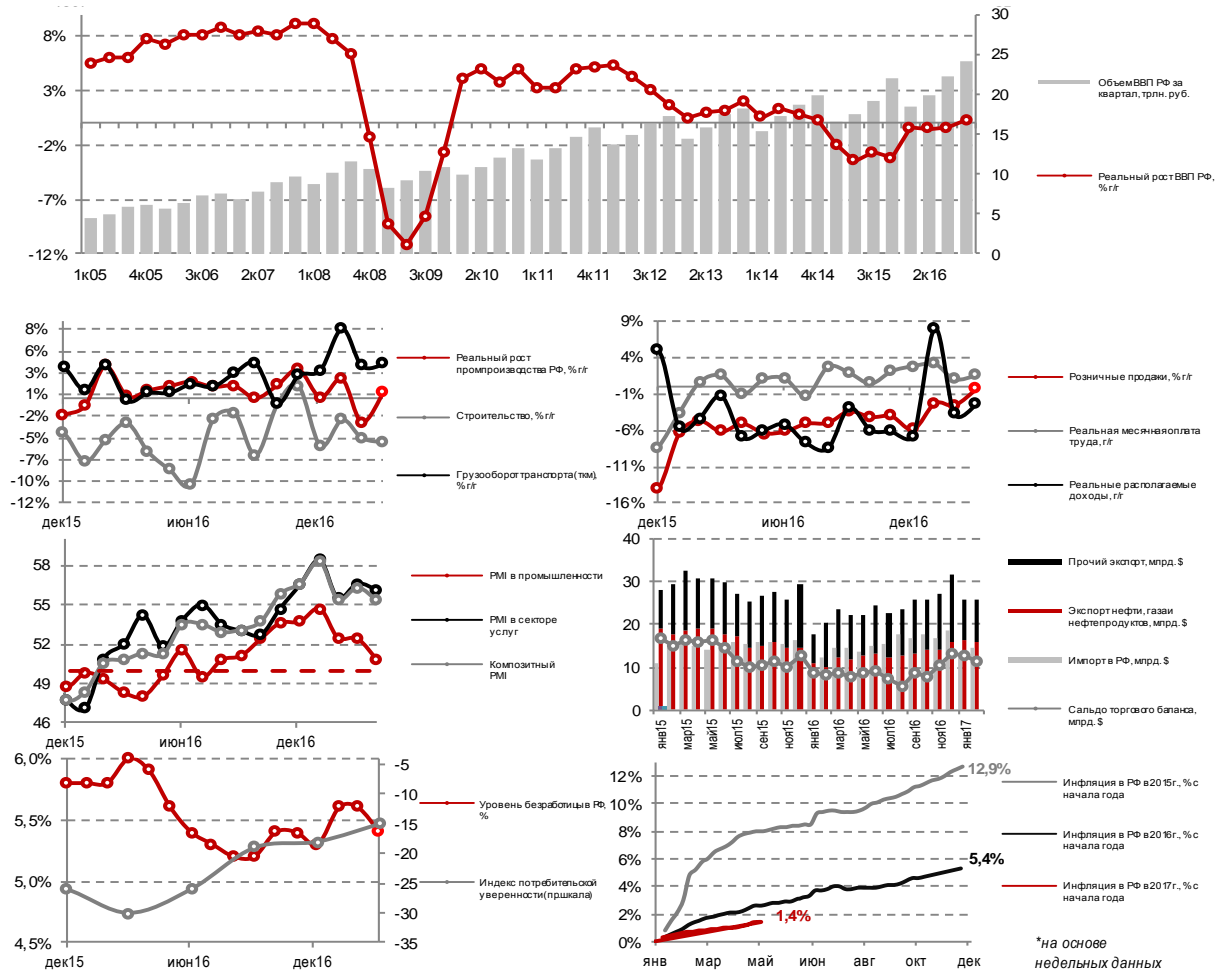 8%
3%
-2%
-7%
-12%
30
25
20
15
10
5
0
1к05
4к05
3к06
2к07
1к08
4к08
3к09
2к10
1к11
4к11
3к12
2к13
1к14
4к14
3к15
2к16
Объем ВВП РФ за
квартал, трлн. руб.
Реальный рост ВВП РФ,
% г/г
8%
6%
3%
1%
-2%
-5%
-7%
-10%
-12%
дек15
июн16
дек16
Реальный рост
промпроизводства РФ, % г/г
Строительство, % г/г
Грузооборот транспорта (ткм),
% г/г
9%
4%
-1%
-6%
-11%
-16%
дек15
июн16
дек16
Розничные продажи, % г/г
Реальная месячная оплата
труда, г/г
Реальные располагаемые
доходы, г/г
58
55
52
49
46
дек15
июн16
дек16
PMI в промышленности
PMI в секторе
услуг
Композитный
PMI
40
30
20
10
0
янв15
мар15
май15
июл15
сен15
ноя15
янв16
мар16
май16
июл16
сен16
ноя16
янв17
Прочий экспорт, млрд. $
Экспорт нефти, газа и
нефтепродуктов, млрд. $
Импорт в РФ, млрд. $
Сальдо торгового баланса,
млрд. $
6,0%
5,5%
5,0%
4,5%
-5
-10
-15
-20
-25
-30
-35
дек15
июн16
дек16
Уровень безработицы в РФ,
%
Индекс потребительской
уверенности (пр.шкала)
12%
10%
8%
6%
4%
2%
0%
12,9%
5,4%
1,4%
янв
мар
май
июн
авг
окт
дек
Инфляция в РФ в 2015 г., % с
начала года
Инфляция в РФ в 2016 г., % с
начала года
Инфляция в РФ в 2017 г., % с
начала года
*на основе
недельных данных